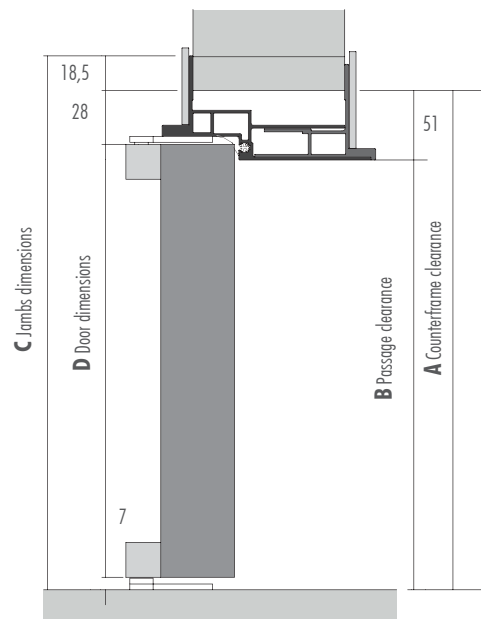 18,5
28
51
C Jambs dimensions
D Door dimensions
B Passage clearance
A Counterframe clearance
7